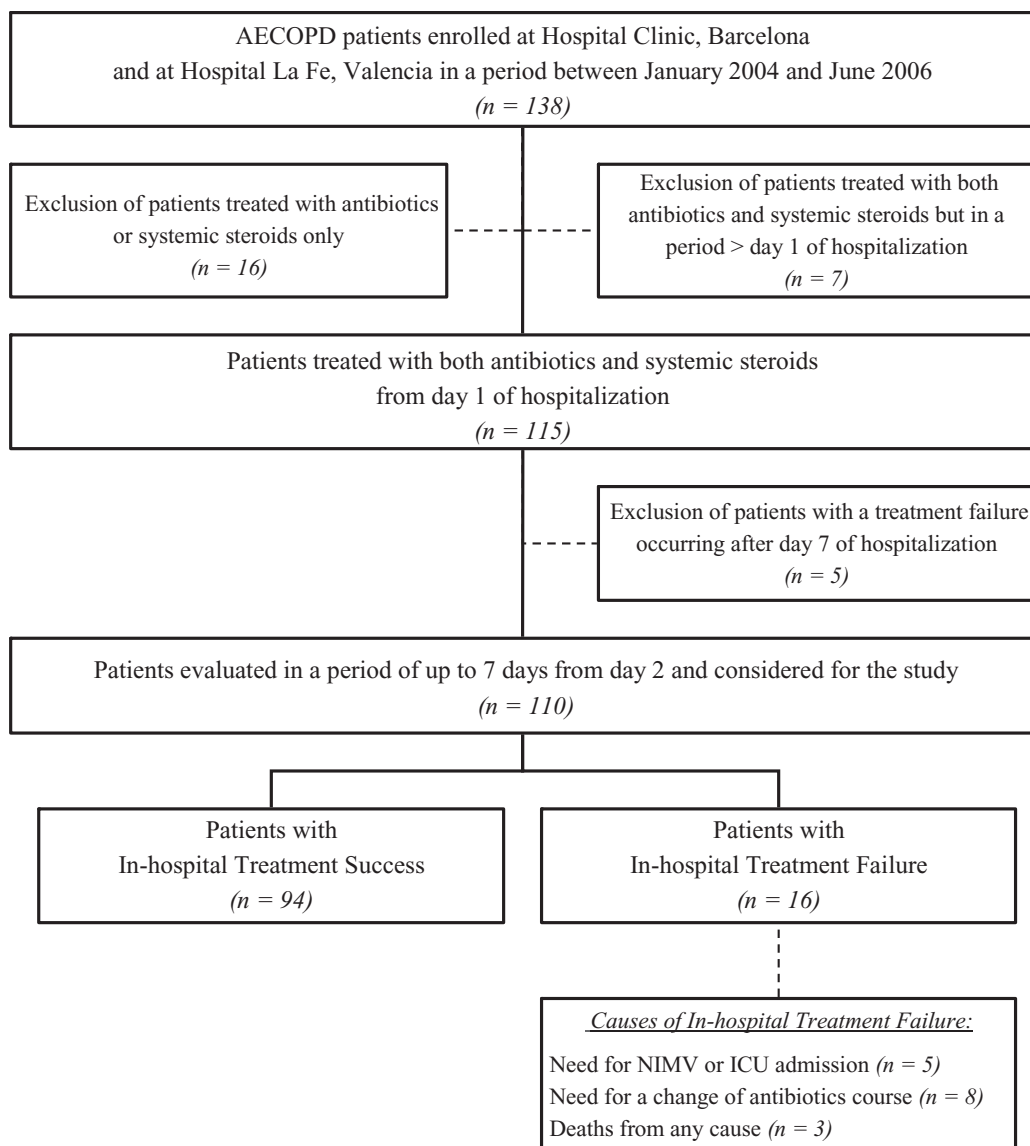 AECOPD patients enrolled at Hospital Clinic, Barcelona
and at Hospital La Fe, Valencia in a period between January 2004 and June 2006
(n = 138)
Exclusion of patients treated with antibiotics
or systemic steroids only
(n = 16)
Exclusion of patients treated with both
antibiotics and systemic steroids but in a
period > day 1 of hospitalization
(n = 7)
Patients treated with both antibiotics and systemic steroids
from day 1 of hospitalization
(n = 115)
Exclusion of patients with a treatment failure
occurring after day 7 of hospitalization
(n = 5)
Patients evaluated in a period of up to 7 days from day 2 and considered for the study
(n = 110)
Patients with
In-hospital Treatment Success
(n = 94)
Patients with
In-hospital Treatment Failure
(n = 16)
Causes of In-hospital Treatment Failure:
Need for NIMV or ICU admission (n = 5)
Need for a change of antibiotics course (n = 8)
Deaths from any cause (n = 3)